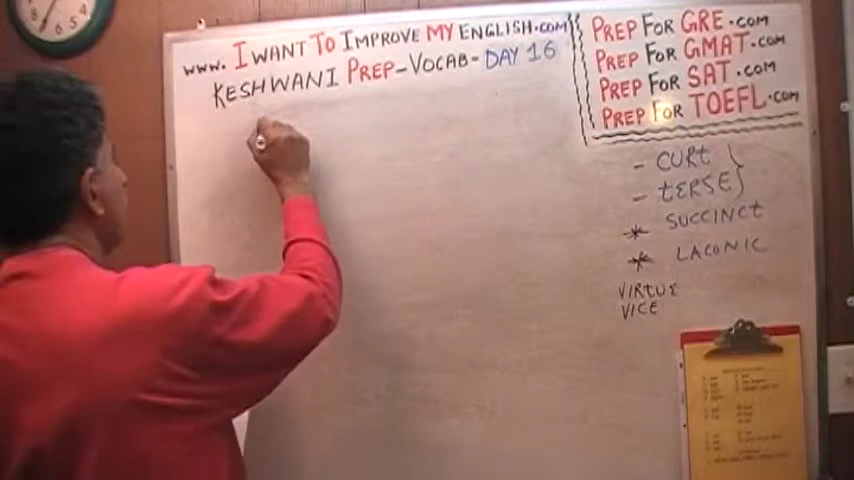 www. I WANT TO IMPROVE MY ENGLISH.COM
KESHWANI PREP-VOCAB-DAY 16
PREP FOR GRE.COM
PREP FOR GMAT.COM
PREP FOR SAT.COM
PREP FOR TOEFL.COM
- CURT
- TERSE
* SUCCINCT
* LACONIC
VIRTUE
VICE